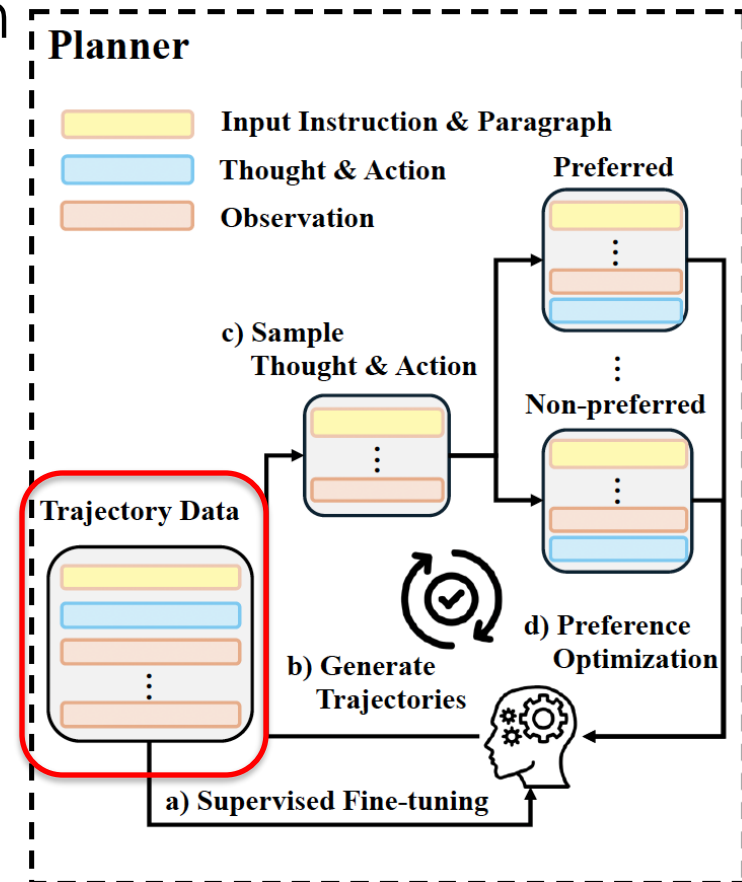 Planner
Input Instruction & Paragraph
Thought & Action
Observation
Preferred
c) Sample
Thought & Action
Non-preferred
Trajectory Data
d) Preference
Optimization
b) Generate
Trajectories
a) Supervised Fine-tuning